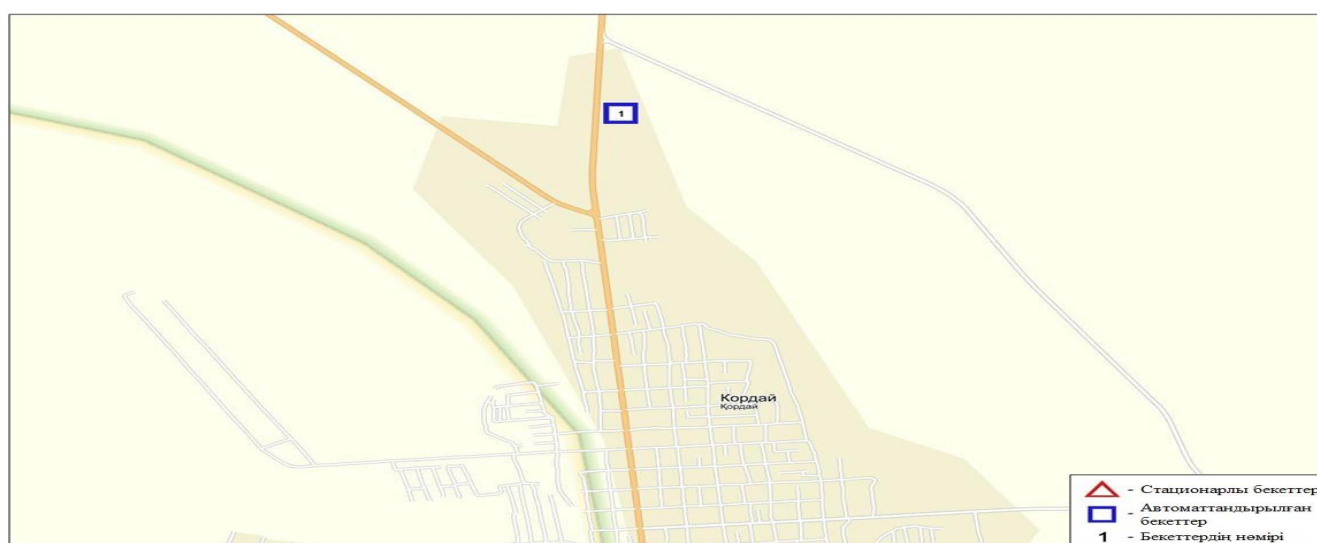 1
Кордай
Қордай
- Стационарлы бекеттер
- Автоматтандырылған
бекеттер
1 - Бекеттердің нөмірі